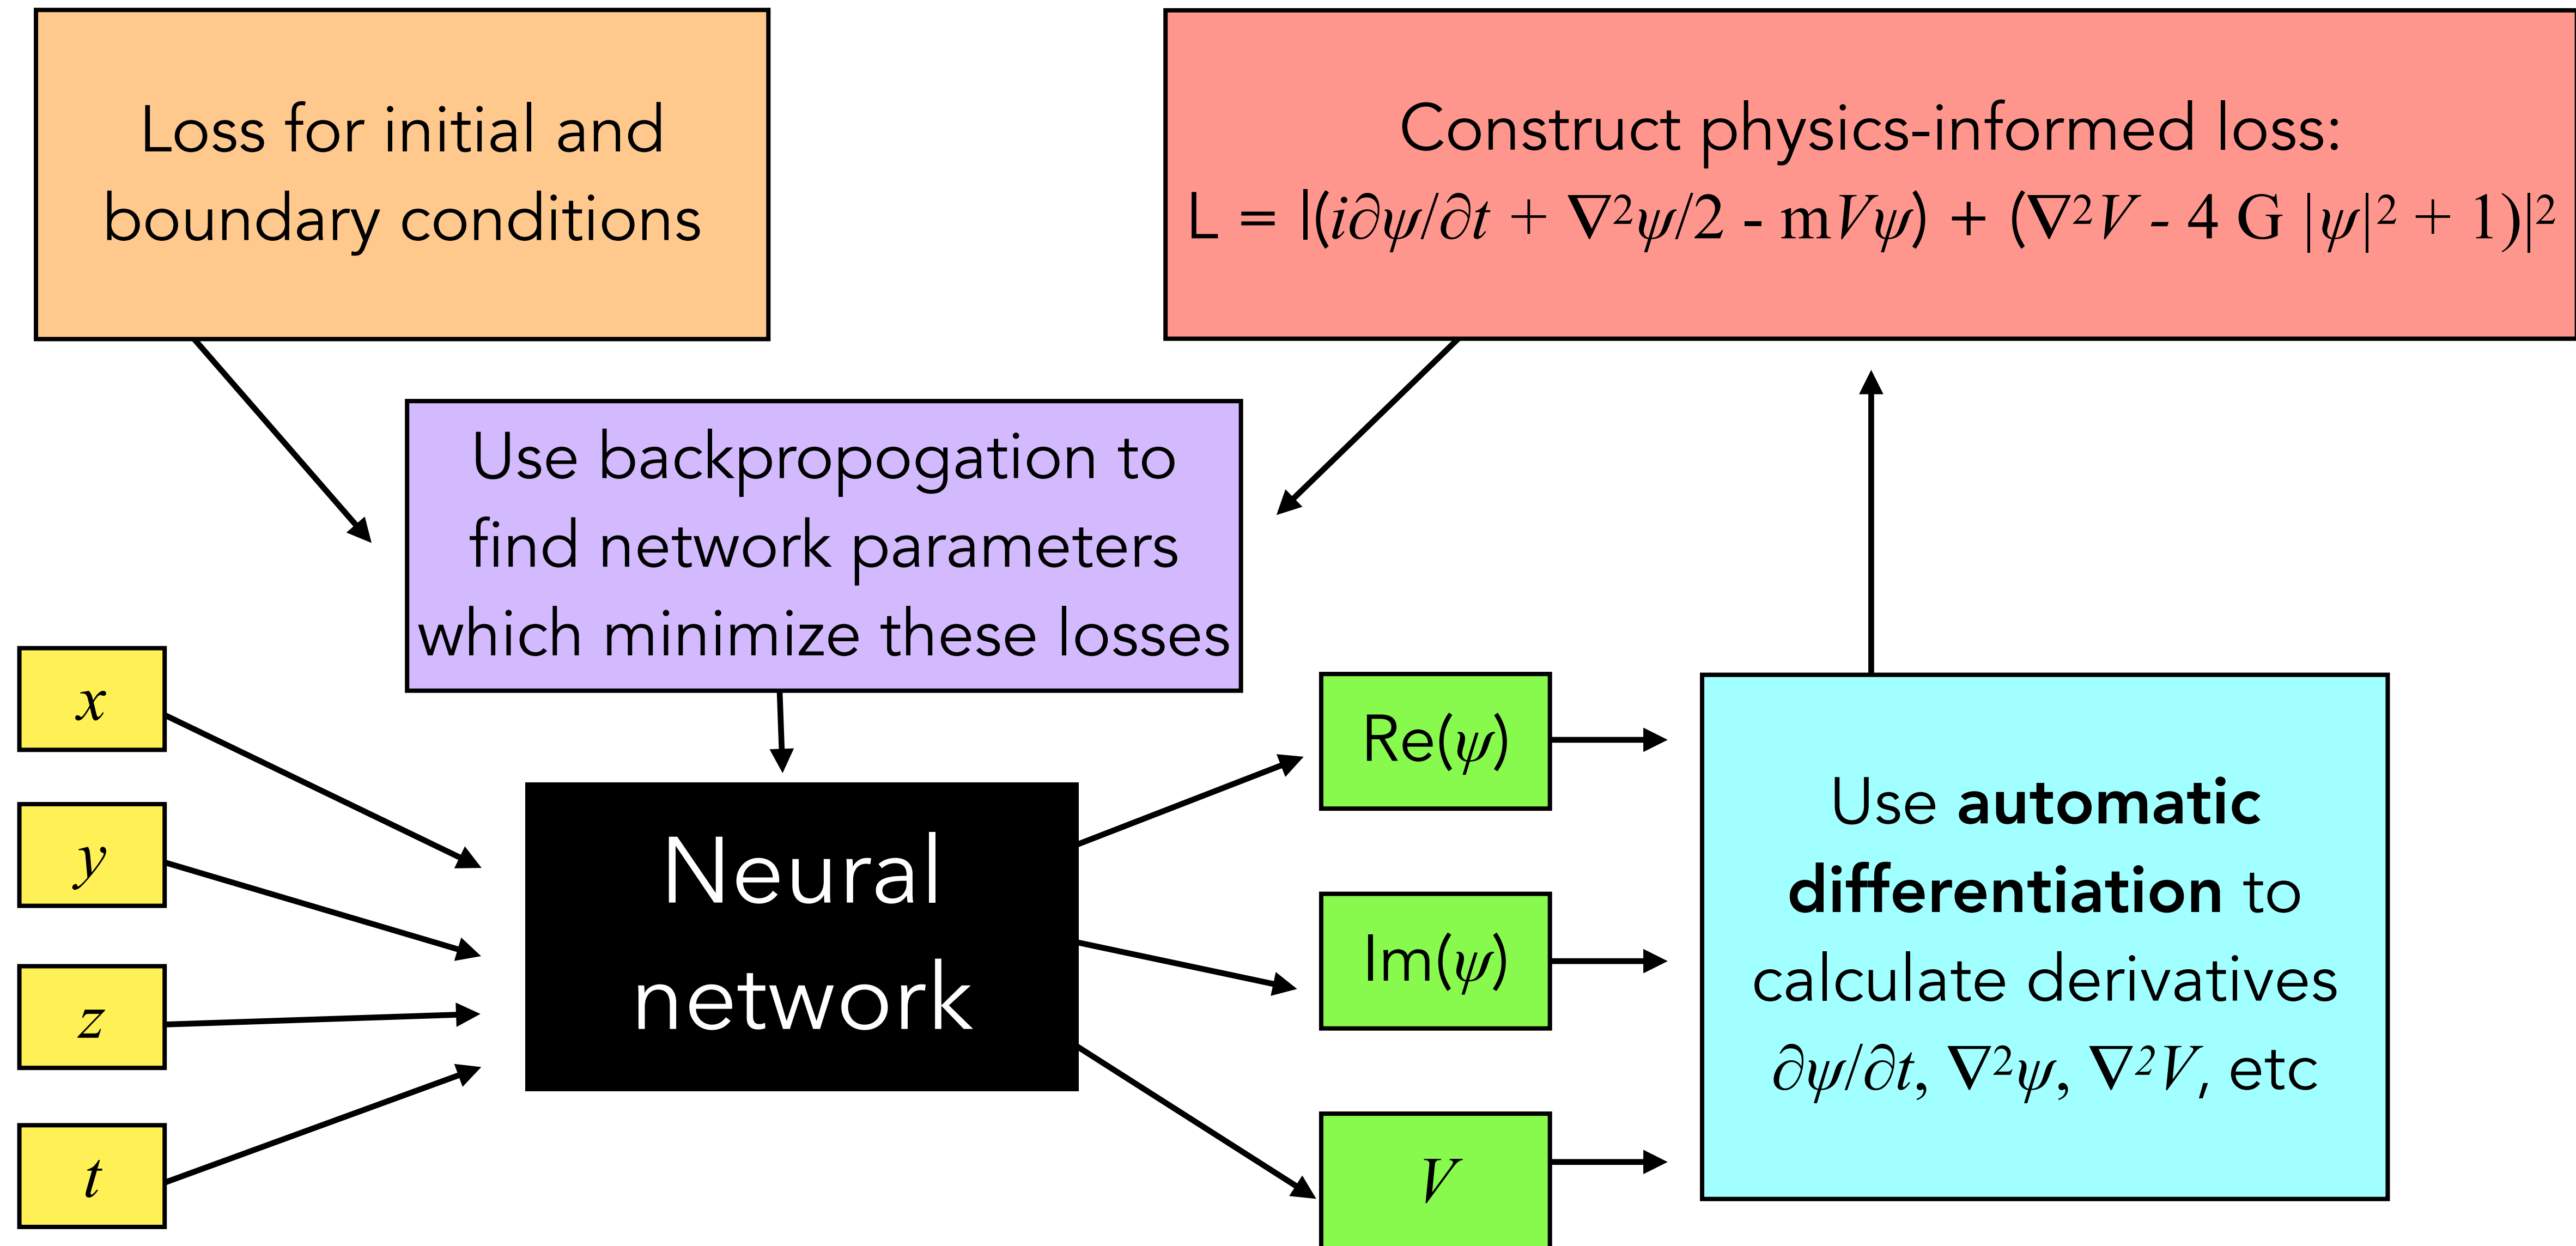 Loss for initial and
boundary conditions
Construct physics-informed loss:
L = |(i∂ψ/∂t + ∇²ψ/2 - mVψ) + (∇²V - 4 G |ψ|² + 1)|²
Use backpropogation to
find network parameters
which minimize these losses
x
y
z
t
Neural
network
Re(ψ)
Im(ψ)
V
Use automatic
differentiation to
calculate derivatives
∂ψ/∂t, ∇²ψ, ∇²V, etc